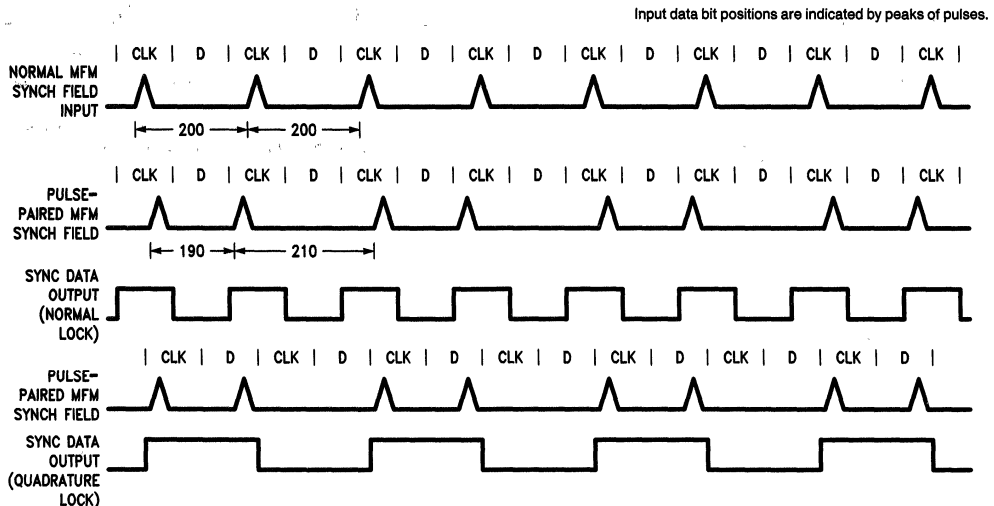 Input data bit positions are indicated by peaks of pulses.
| CLK | D | CLK | D | CLK | D | CLK | D | CLK | D | CLK | D | CLK | D | CLK |
NORMAL MFM
SYNCH FIELD
INPUT
200 200
| CLK | D | CLK | D | CLK | D | CLK | D | CLK | D | CLK | D | CLK | D | CLK |
PULSE-
PAIRED MFM
SYNCH FIELD
190 210
SYNC DATA
OUTPUT
(NORMAL
LOCK)
| CLK | D | CLK | D | CLK | D | CLK | D | CLK | D | CLK | D | CLK | D |
PULSE-
PAIRED MFM
SYNCH FIELD
SYNC DATA
OUTPUT
(QUADRATURE
LOCK)